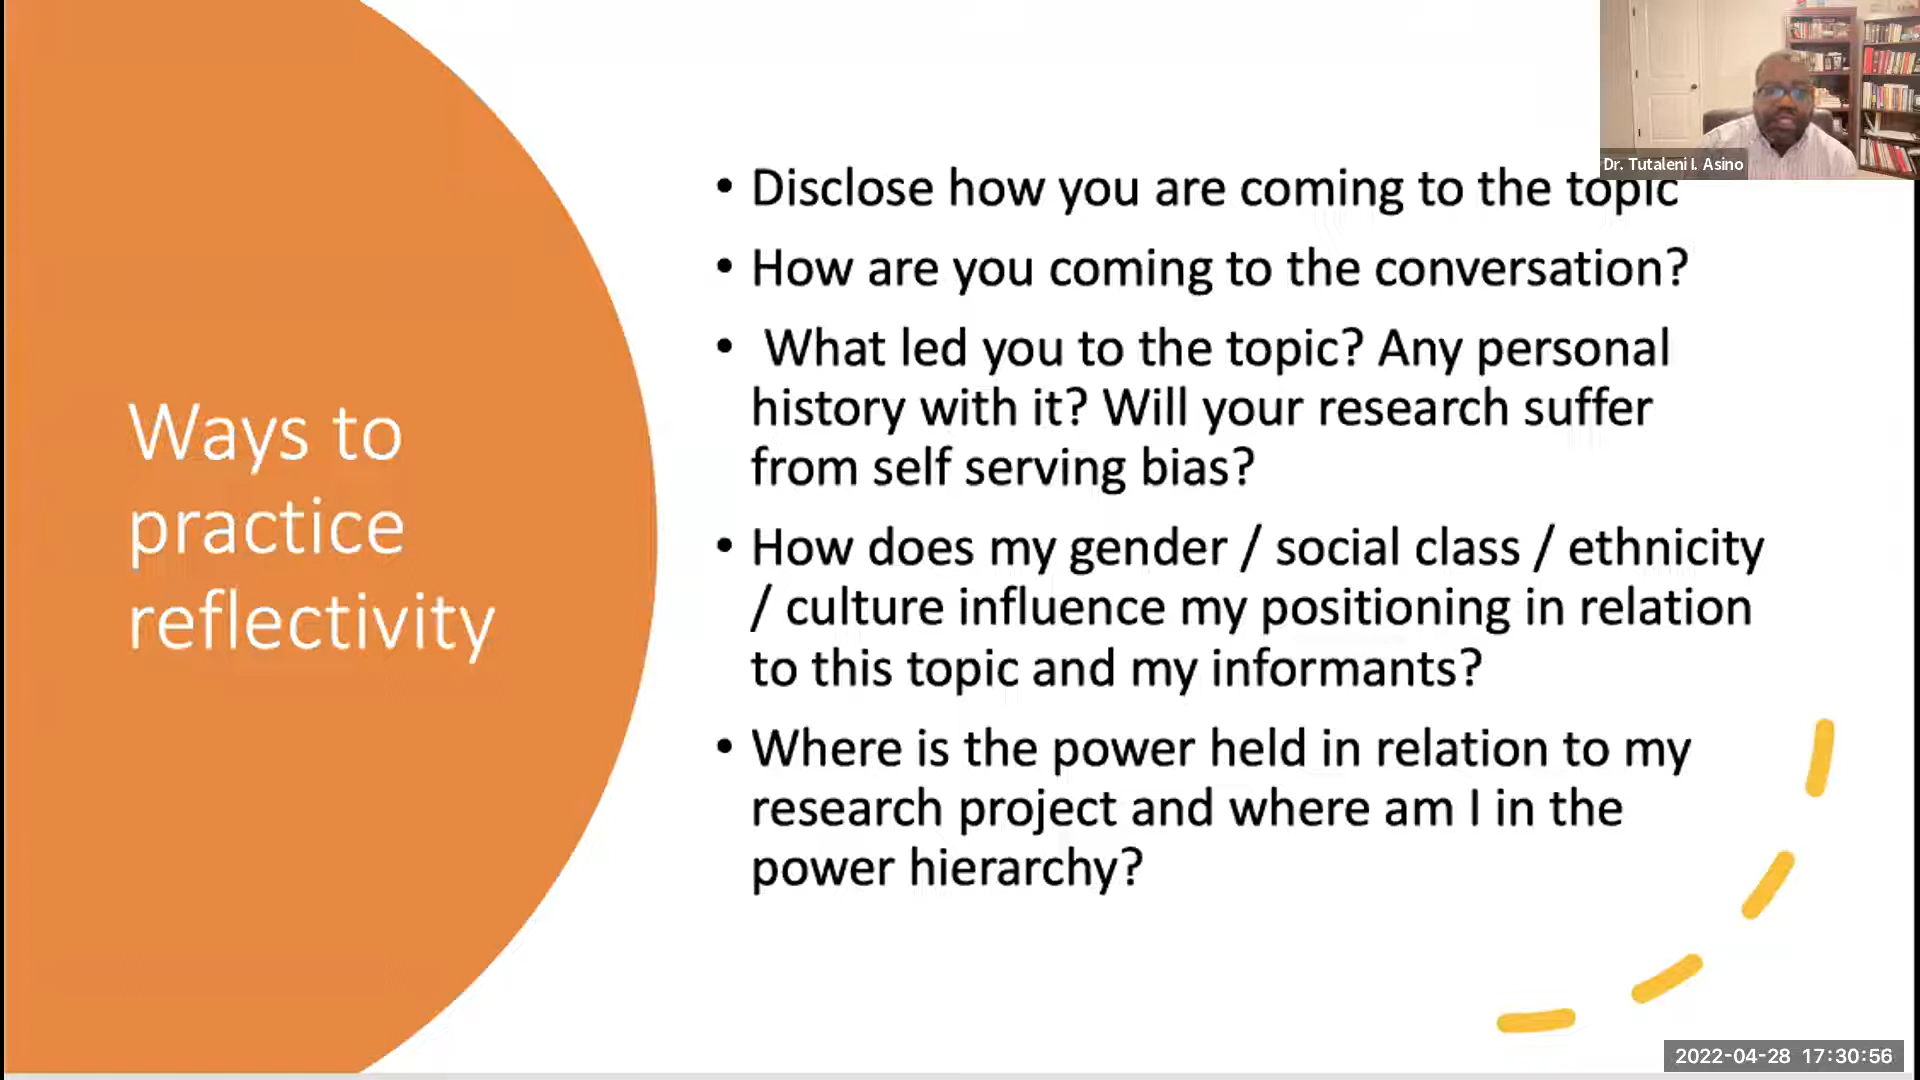 Ways to
practice
reflectivity
• Disclose how you are coming to the topic
• How are you coming to the conversation?
• What led you to the topic? Any personal
history with it? Will your research suffer
from self serving bias?
• How does my gender / social class / ethnicity
/ culture influence my positioning in relation
to this topic and my informants?
• Where is the power held in relation to my
research project and where am I in the
power hierarchy?
Dr. Tutaleni I. Asino
2022-04-28 17:30:56